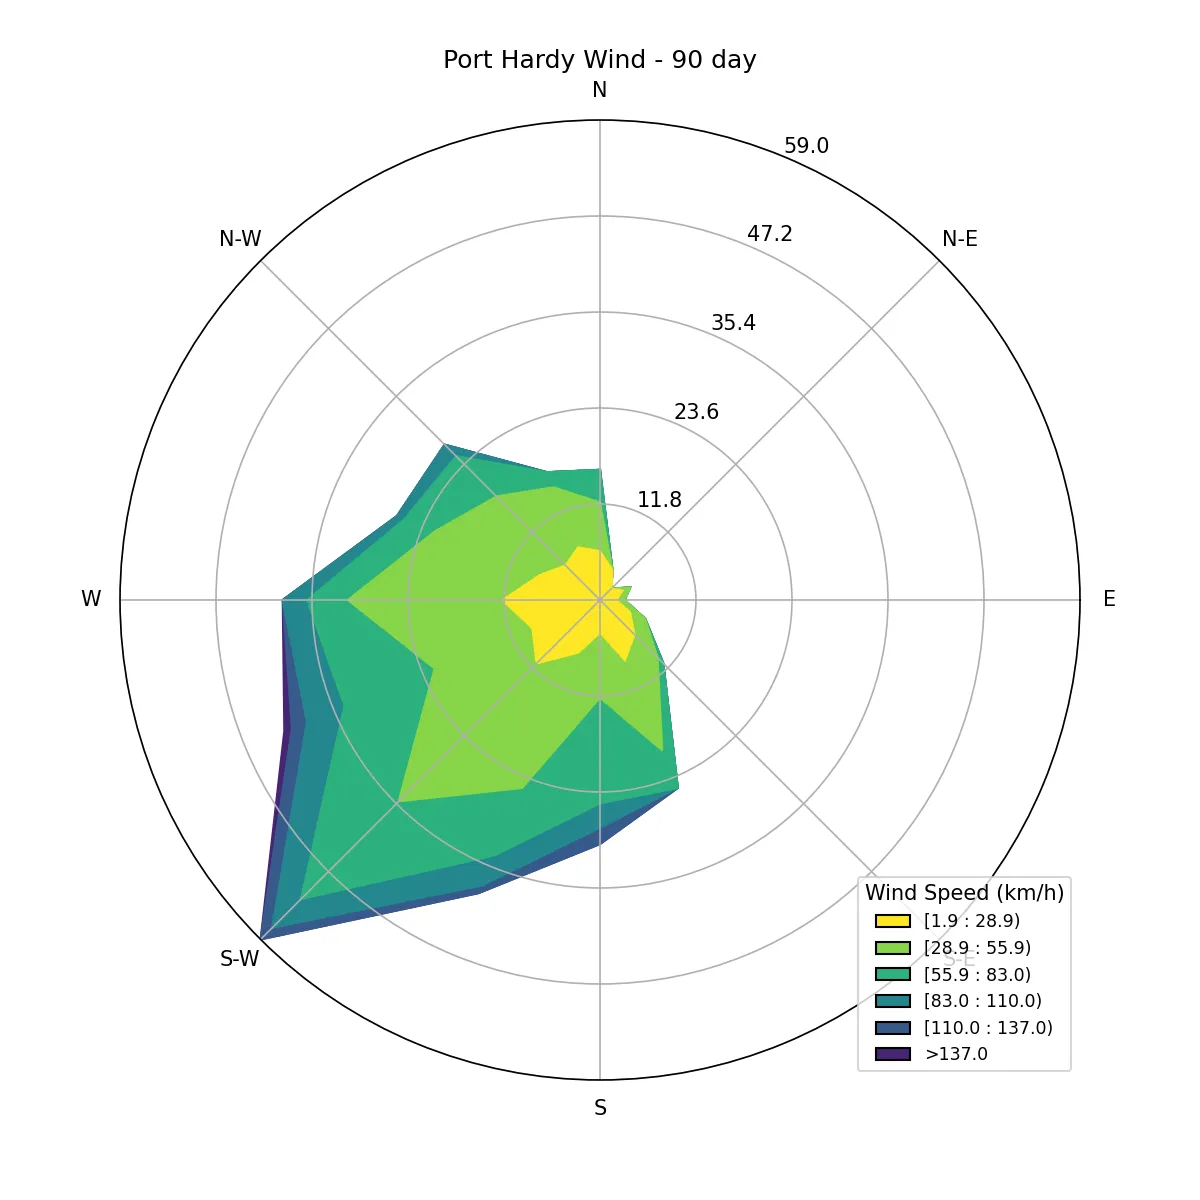 Port Hardy Wind - 90 day
N
59.0
N-W
47.2
N-E
35.4
23.6
11.8
W
E
Wind Speed (km/h)
[1.9 : 28.9)
[28.9 : 55.9)
S-W
S-E
[55.9 : 83.0)
[83.0 : 110.0)
[110.0 : 137.0)
>137.0
S